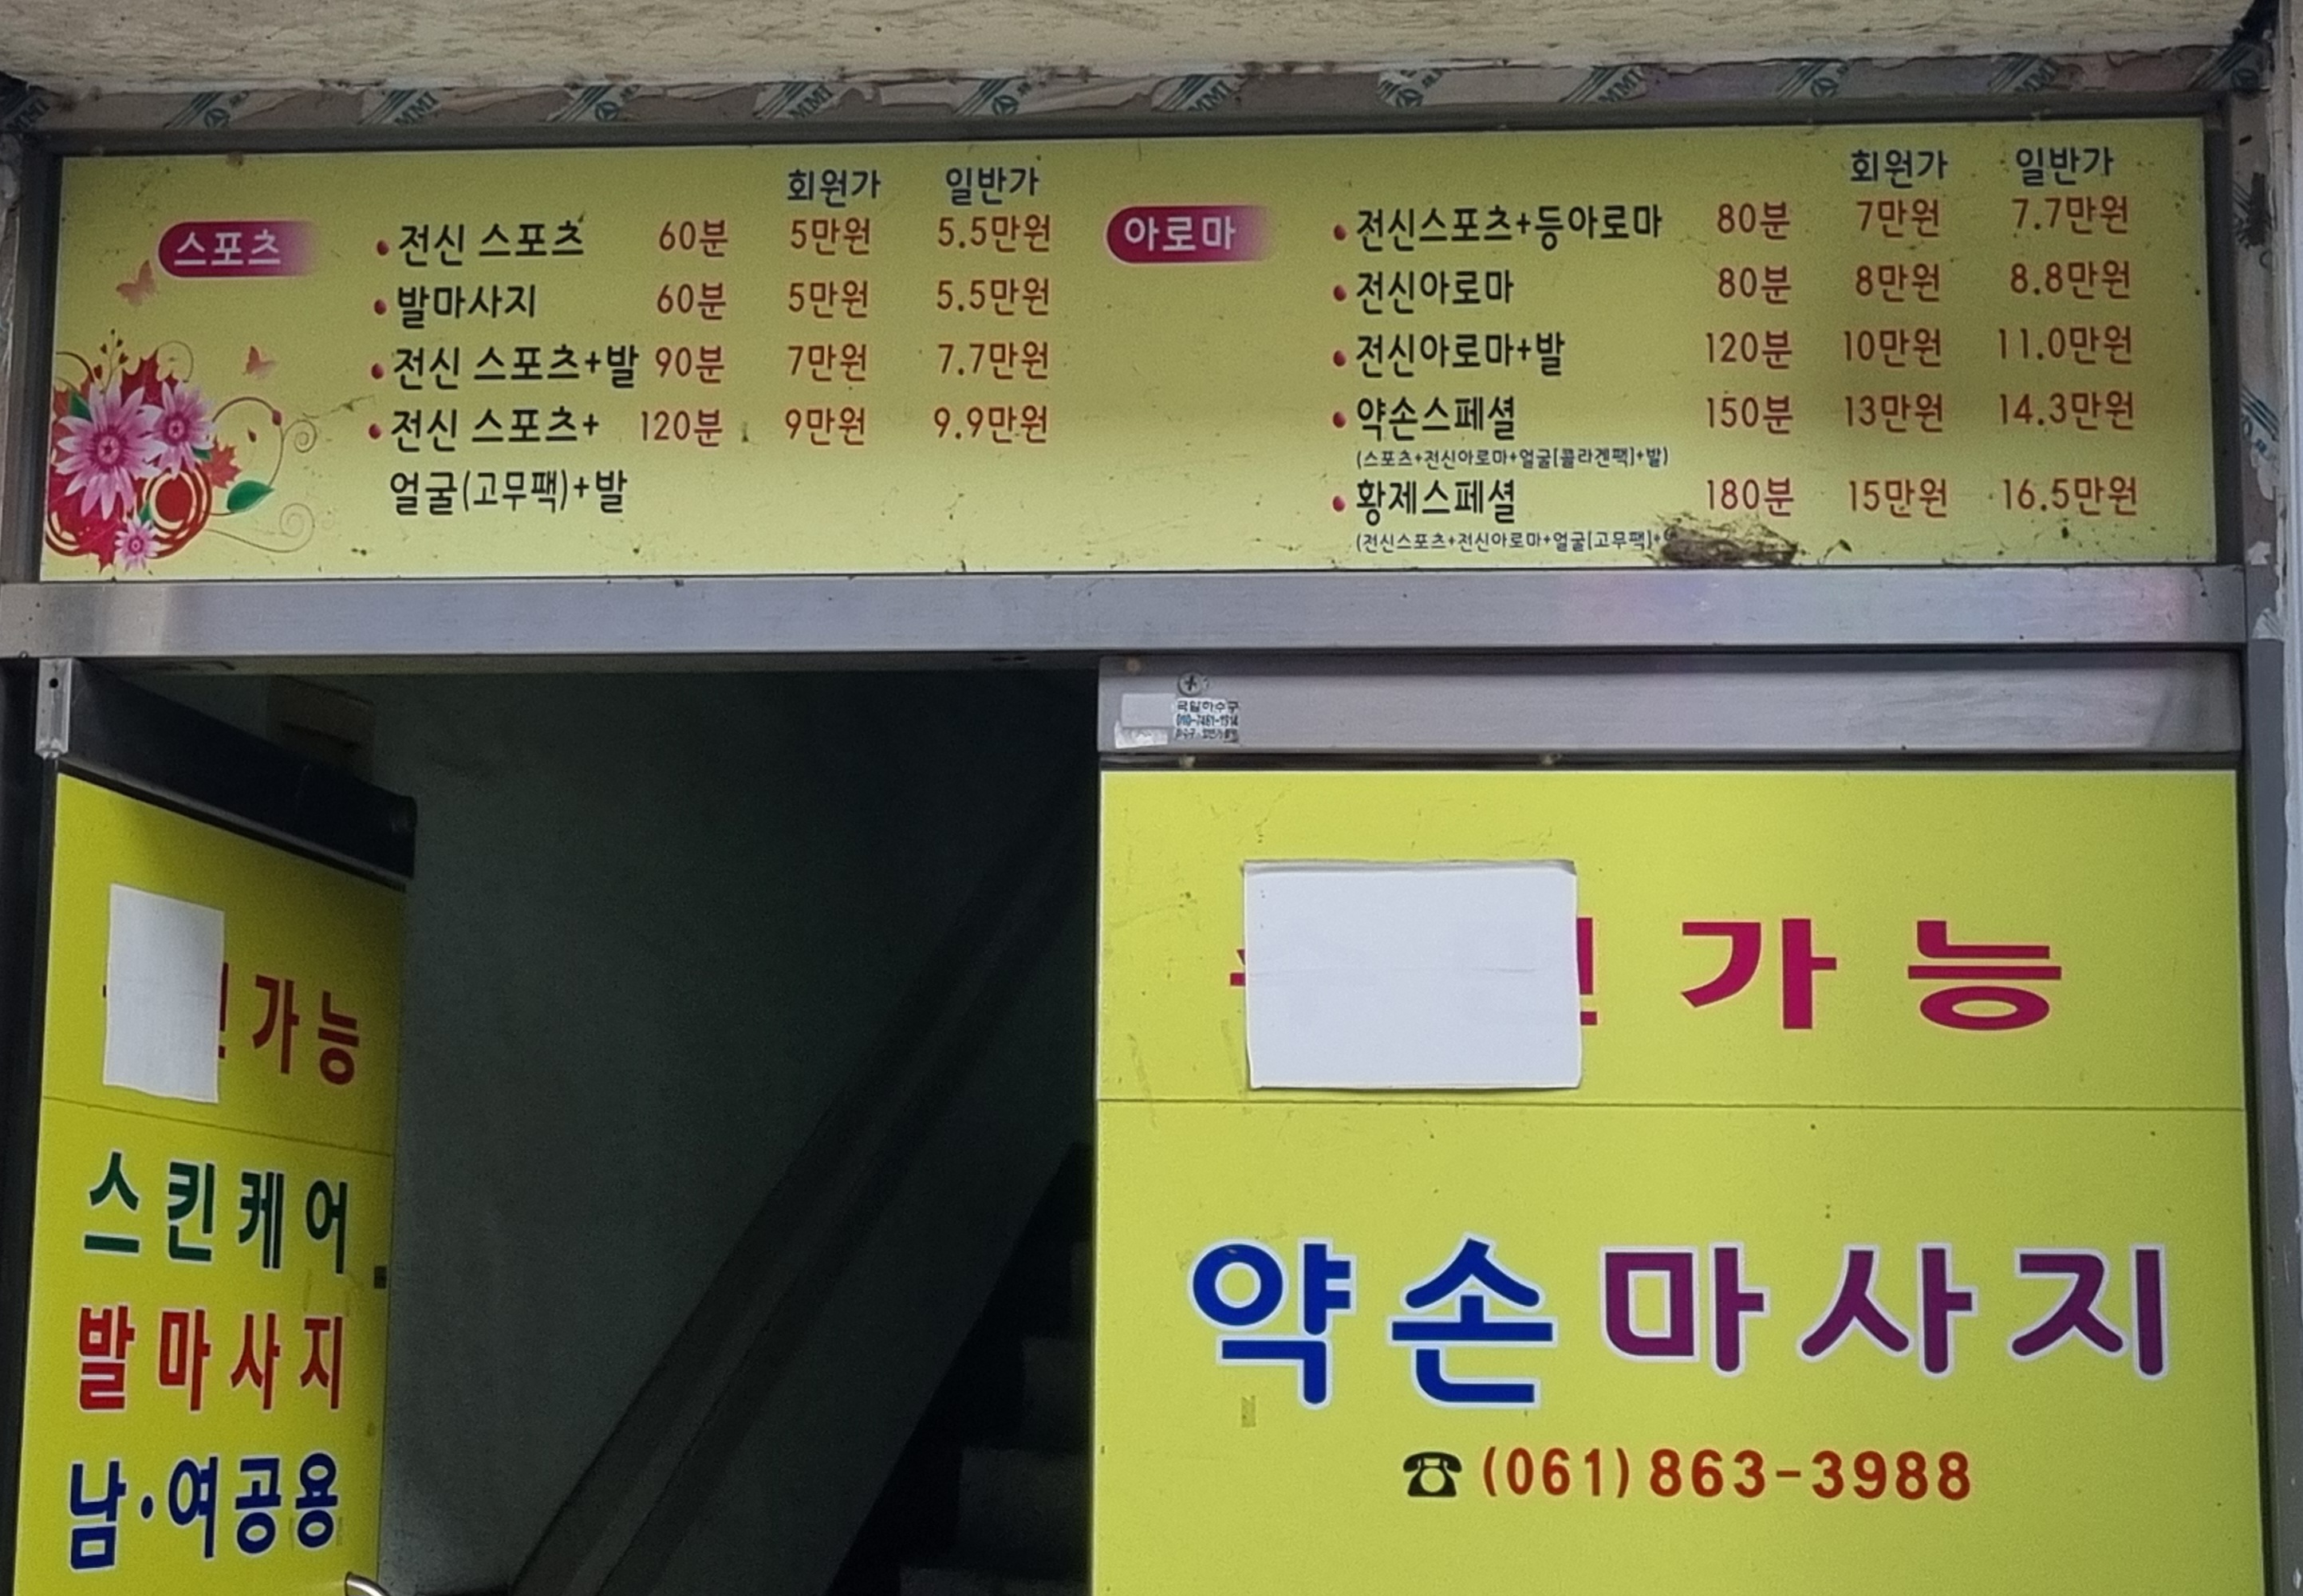 회원가 일반가
스포츠
• 전신 스포츠 60분 5만원 5.5만원
• 발마사지 60분 5만원 5.5만원
• 전신 스포츠+발 90분 7만원 7.7만원
• 전신 스포츠+ 120분 9만원 9.9만원
얼굴(고무팩)+발
회원가 일반가
아로마
• 전신스포츠+등아로마 80분 7만원 7.7만원
• 전신아로마 80분 8만원 8.8만원
• 전신아로마+발 120분 10만원 11.0만원
• 약손스페셜 150분 13만원 14.3만원
(스포츠+전신아로마+얼굴[콜라겐팩]+발)
• 황제스페셜 180분 15만원 16.5만원
(전신스포츠+전신아로마+얼굴[고무팩]+
가능
스킨케어
발마사지
남·여공용
가능
약손마사지
☎(061)863-3988